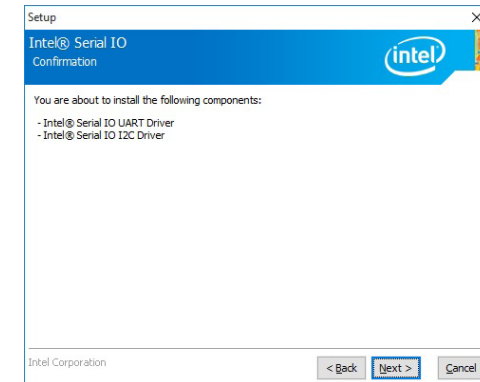 Setup
Intel® Serial IO
Confirmation
intel
You are about to install the following components:
- Intel® Serial IO UART Driver
- Intel® Serial IO I2C Driver
Intel Corporation
< Back Next > Cancel